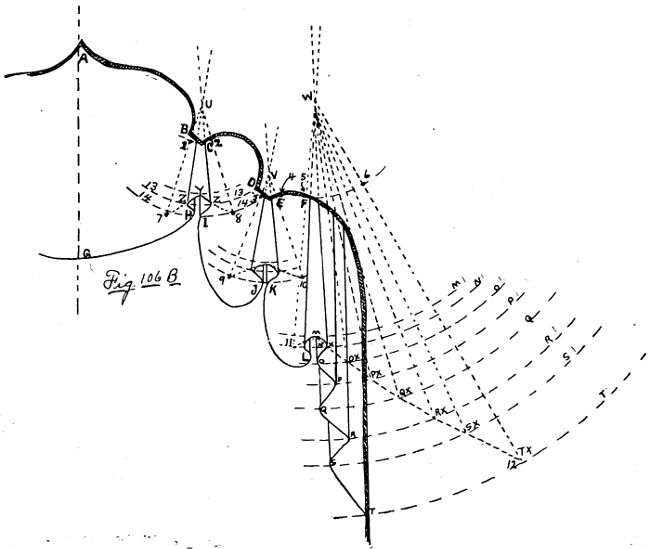 A
W
U
B
C
2
1
V
6
D
4
5
3
E
F
13
13
14
14
Y
Z
Z
7
H
I
8
G
Fig. 106 B
9
10
J
K
M'
N'
O'
P'
Q
R'
S'
T'
M
11
X
L
O
OX
P
PX
Q
QX
R
RX
S
SX
TX
12
T